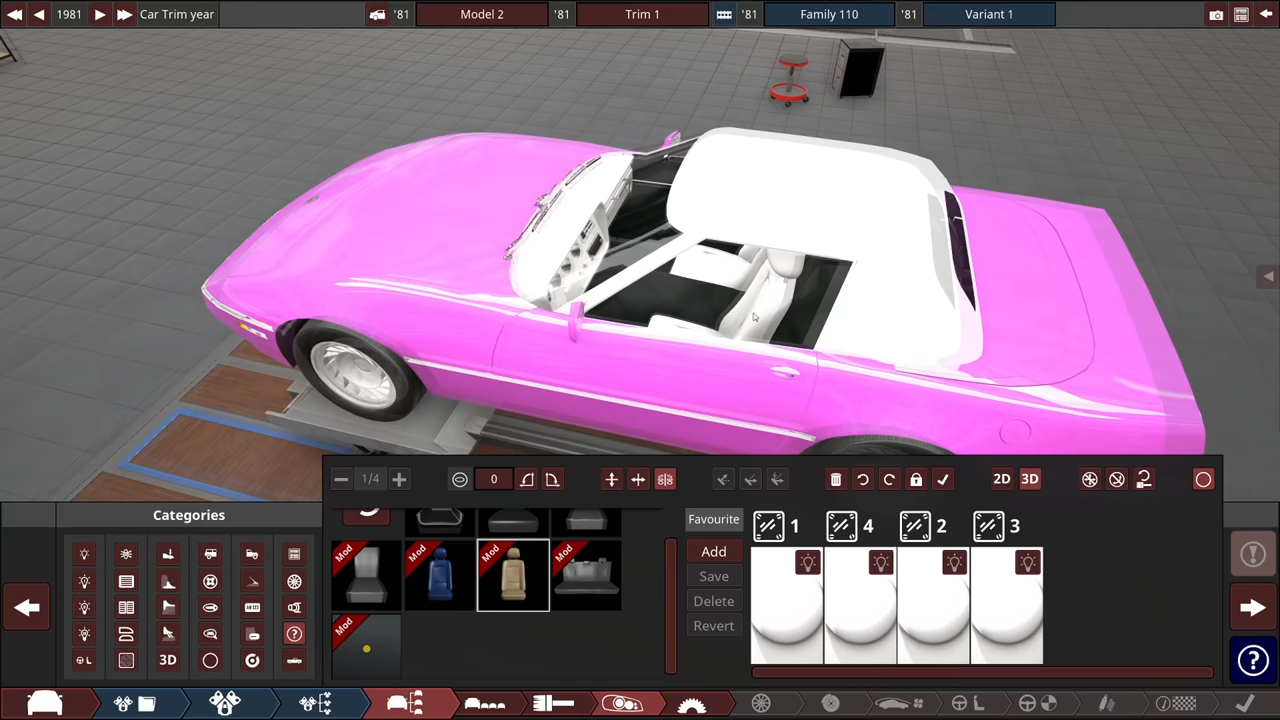 1981 Car Trim year '81 Model 2 '81 Trim 1 '81 Family 110 '81 Variant 1
1/4 0 2D 3D
Categories
Favourite 1 4 2 3
Add
Save
Delete
Revert
Mod Mod Mod Mod
Mod
L 3D
?
?